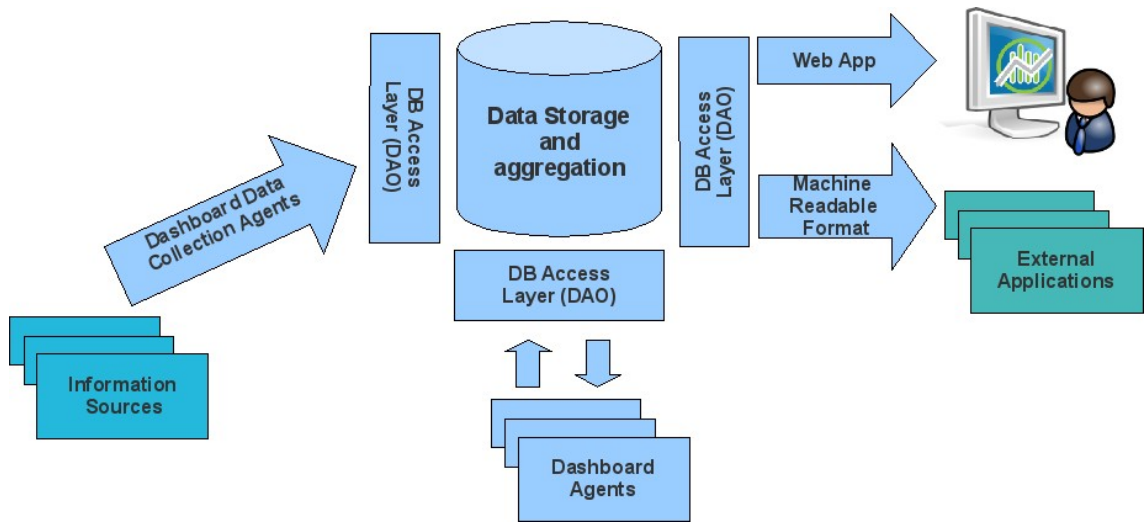 Information
Sources
Dashboard Data
Collection Agents
DB Access
Layer (DAO)
Data Storage
and
aggregation
DB Access
Layer (DAO)
DB Access
Layer (DAO)
Dashboard
Agents
Web App
Machine
Readable
Format
External
Applications